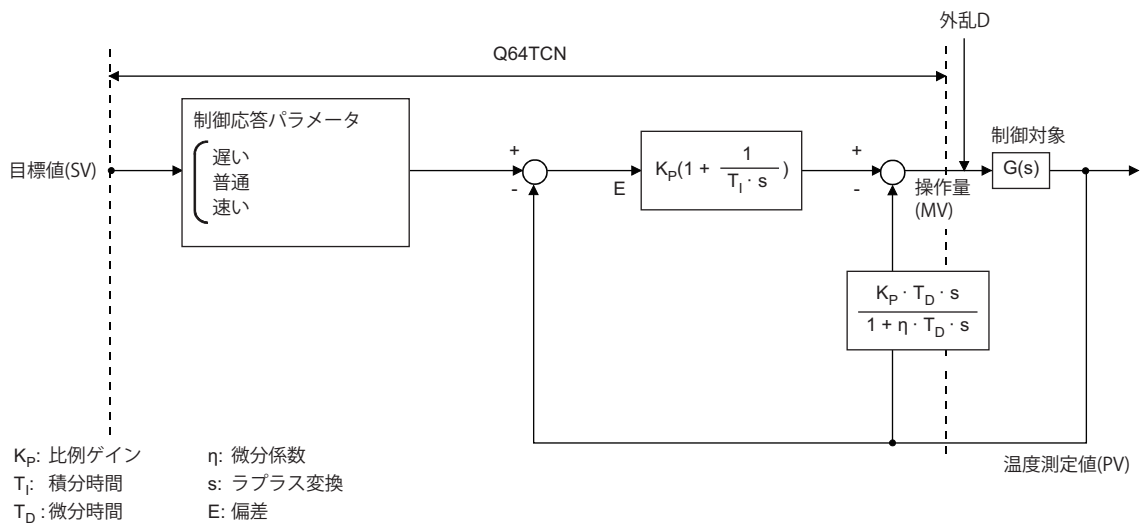 外乱D
Q64TCN
制御応答パラメータ
遅い
普通
速い
目標値(SV)
+
-
E
K_P(1 + 1 / (T_I · s))
+
-
操作量
(MV)
制御対象
G(s)
K_P · T_D · s
1 + η · T_D · s
温度測定値(PV)
K_P: 比例ゲイン
η: 微分係数
T_I: 積分時間
s: ラプラス変換
T_D : 微分時間
E: 偏差